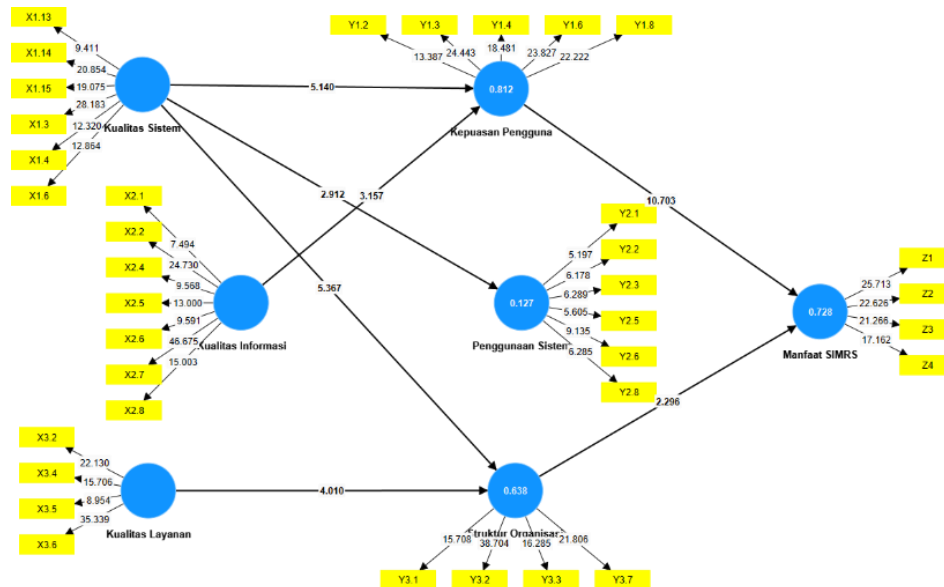 X1.13
X1.14
X1.15
X1.3
X1.4
X1.6
9.411
20.854
19.075
28.183
12.320
12.864
Kualitas Sistem
Y1.2
Y1.3
Y1.4
Y1.6
Y1.8
13.387
24.443
18.481
23.827
22.222
0.812
Kepuasan Pengguna
5.140
2.912
3.157
5.367
10.703
X2.1
X2.2
X2.4
X2.5
X2.6
X2.7
X2.8
7.494
24.730
9.568
13.000
9.591
46.675
15.003
Kualitas Informasi
Y2.1
Y2.2
Y2.3
Y2.5
Y2.6
Y2.8
5.197
6.178
6.289
5.605
9.135
6.285
0.127
Penggunaan Sistem
Z1
Z2
Z3
Z4
25.713
22.626
21.266
17.162
0.728
Manfaat SIMRS
2.296
X3.2
X3.4
X3.5
X3.6
22.130
15.706
8.954
35.339
Kualitas Layanan
4.010
0.638
Struktur Organisasi
15.708
38.704
16.285
21.806
Y3.1
Y3.2
Y3.3
Y3.7